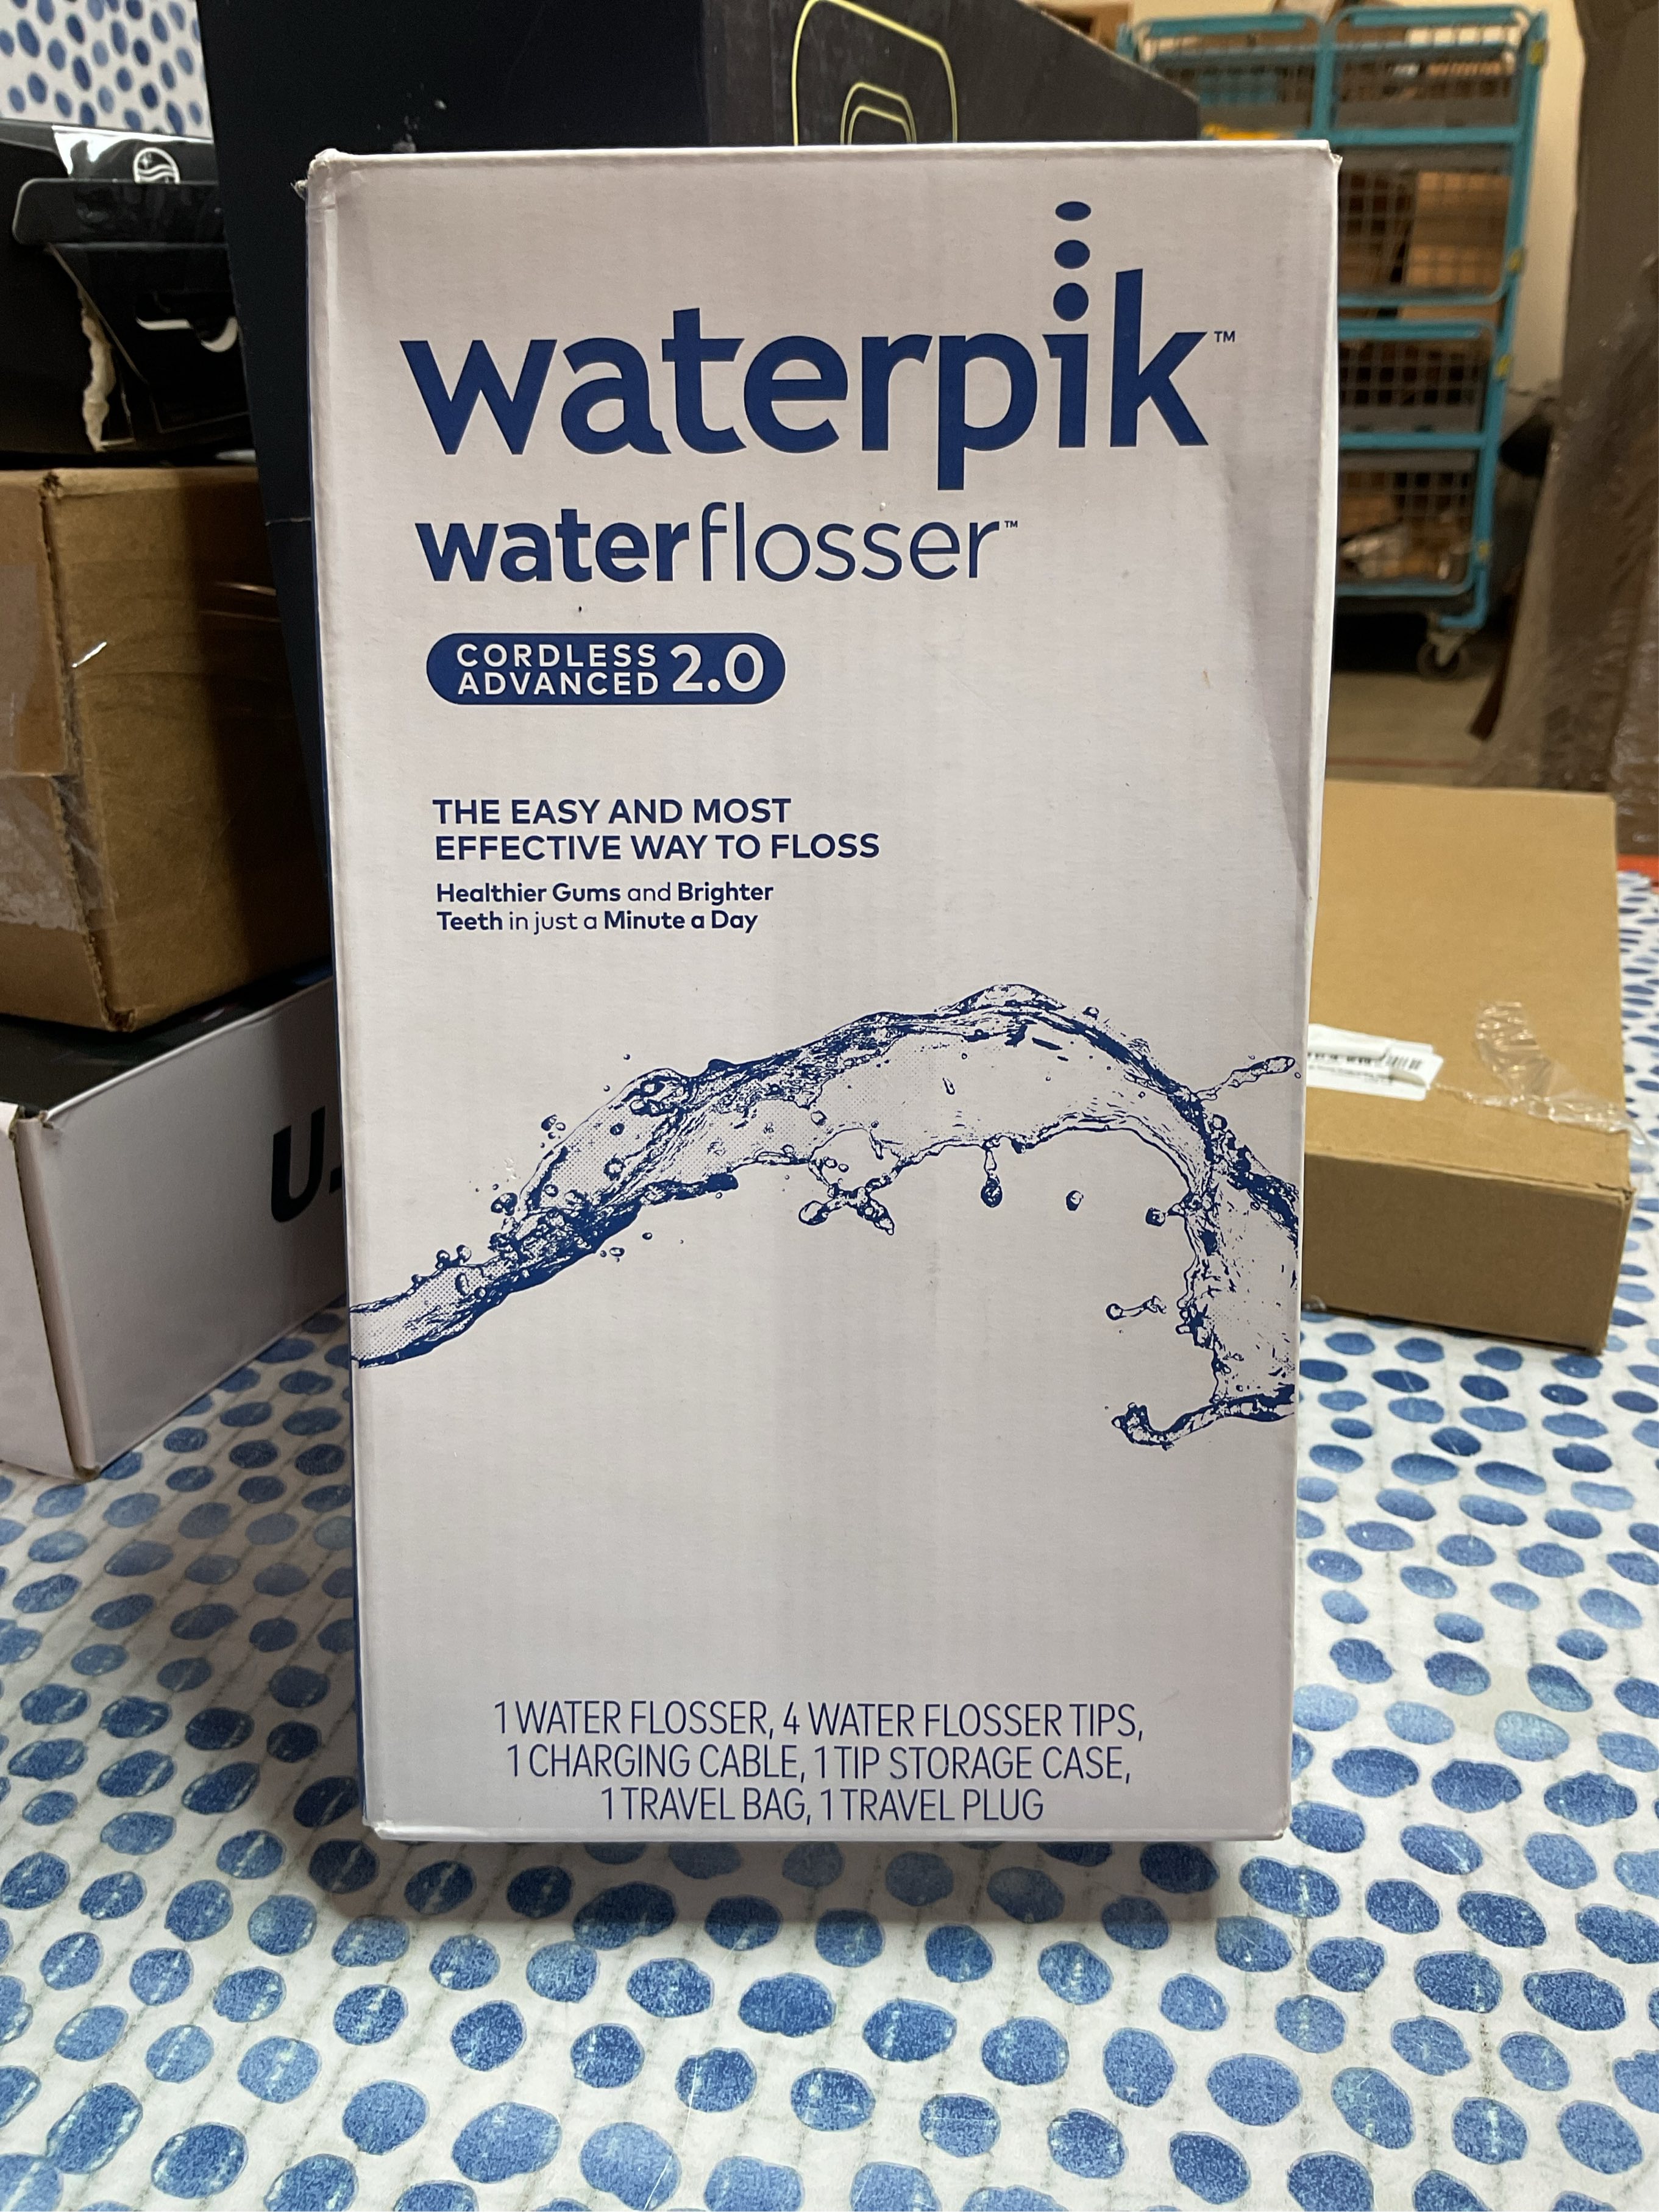 waterpik™
waterflosser™
CORDLESS
ADVANCED 2.0
THE EASY AND MOST
EFFECTIVE WAY TO FLOSS
Healthier Gums and Brighter
Teeth in just a Minute a Day
1 WATER FLOSSER, 4 WATER FLOSSER TIPS,
1 CHARGING CABLE, 1 TIP STORAGE CASE,
1 TRAVEL BAG, 1 TRAVEL PLUG
U.